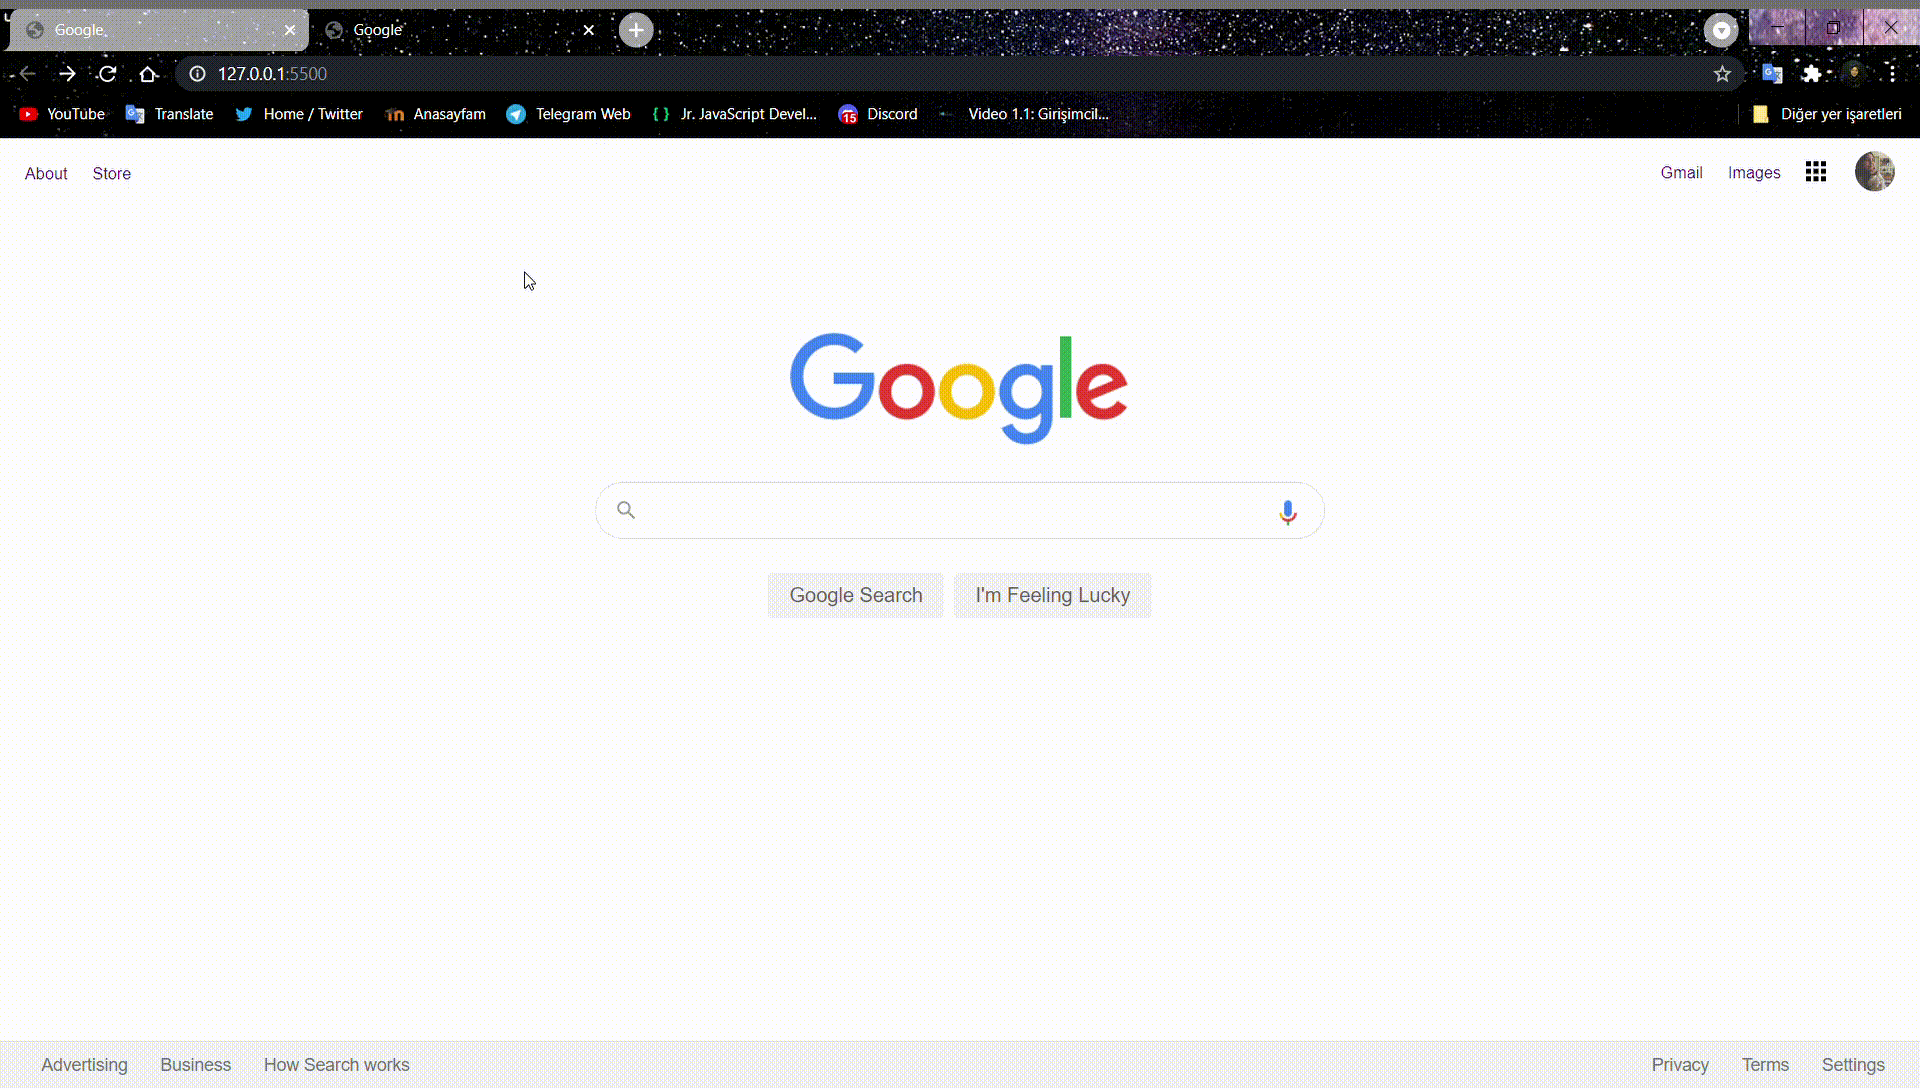 Google Google
127.0.0.1:5500
YouTube Translate Home / Twitter Anasayfam Telegram Web Jr. JavaScript Devel... 15 Discord Video 1.1: Girişimcil... Diğer yer işaretleri
About Store Gmail Images
Google
Google Search I'm Feeling Lucky
Advertising Business How Search works Privacy Terms Settings